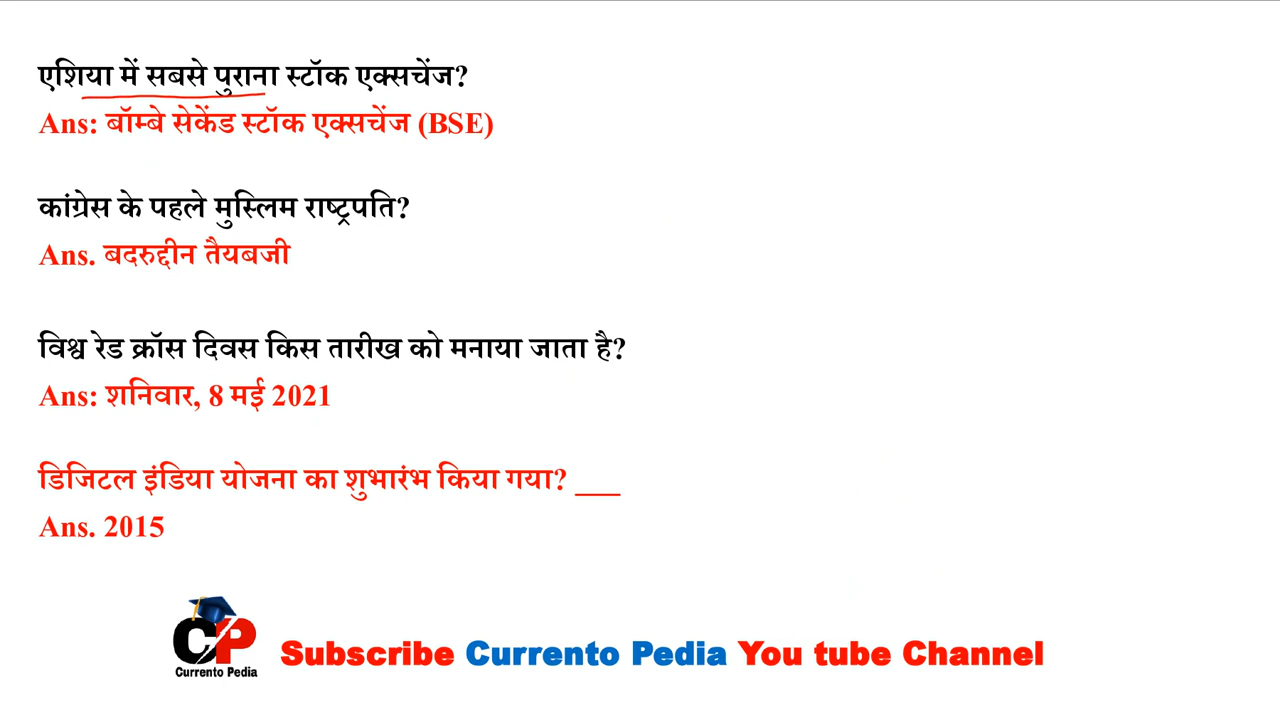 एशिया में सबसे पुराना स्टॉक एक्सचेंज?
Ans: बॉम्बे सेकेंड स्टॉक एक्सचेंज (BSE)
कांग्रेस के पहले मुस्लिम राष्ट्रपति?
Ans. बदरुद्दीन तैयबजी
विश्व रेड क्रॉस दिवस किस तारीख को मनाया जाता है?
Ans: शनिवार, 8 मई 2021
डिजिटल इंडिया योजना का शुभारंभ किया गया? ___
Ans. 2015
CP
Currento Pedia
Subscribe Currento Pedia You tube Channel